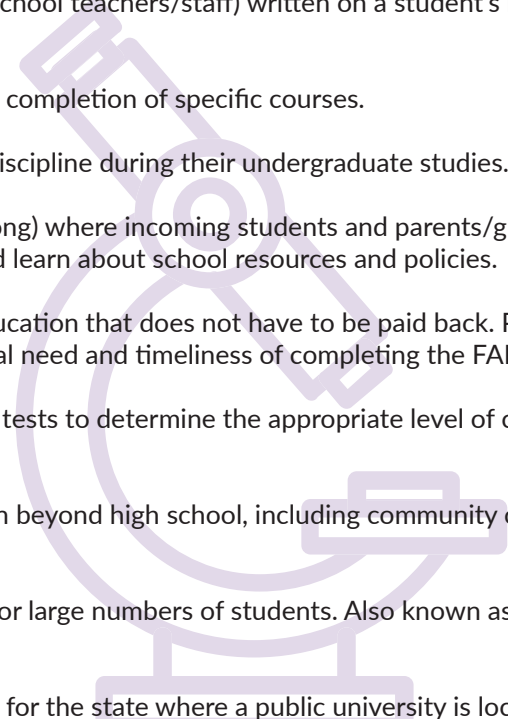 chool teachers/staff) written on a student's
completion of specific courses.
iscipline during their undergraduate studies.
ong) where incoming students and parents/g
d learn about school resources and policies.
ucation that does not have to be paid back.
al need and timeliness of completing the FA
tests to determine the appropriate level of
n beyond high school, including community
or large numbers of students. Also known as
for the state where a public university is loc